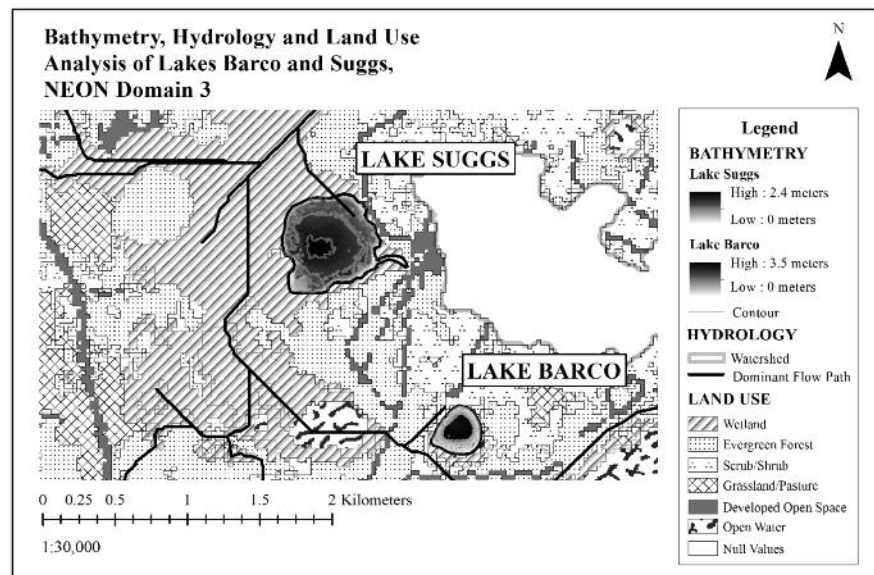 Bathymetry, Hydrology and Land Use
Analysis of Lakes Barco and Suggs,
NEON Domain 3
N
LAKE SUGGS
LAKE BARCO
0 0.25 0.5 1 1.5 2 Kilometers
1:30,000
Legend
BATHYMETRY
Lake Suggs
High : 2.4 meters
Low : 0 meters
Lake Barco
High : 3.5 meters
Low : 0 meters
Contour
HYDROLOGY
Watershed
Dominant Flow Path
LAND USE
Wetland
Evergreen Forest
Scrub/Shrub
Grassland/Pasture
Developed Open Space
Open Water
Null Values